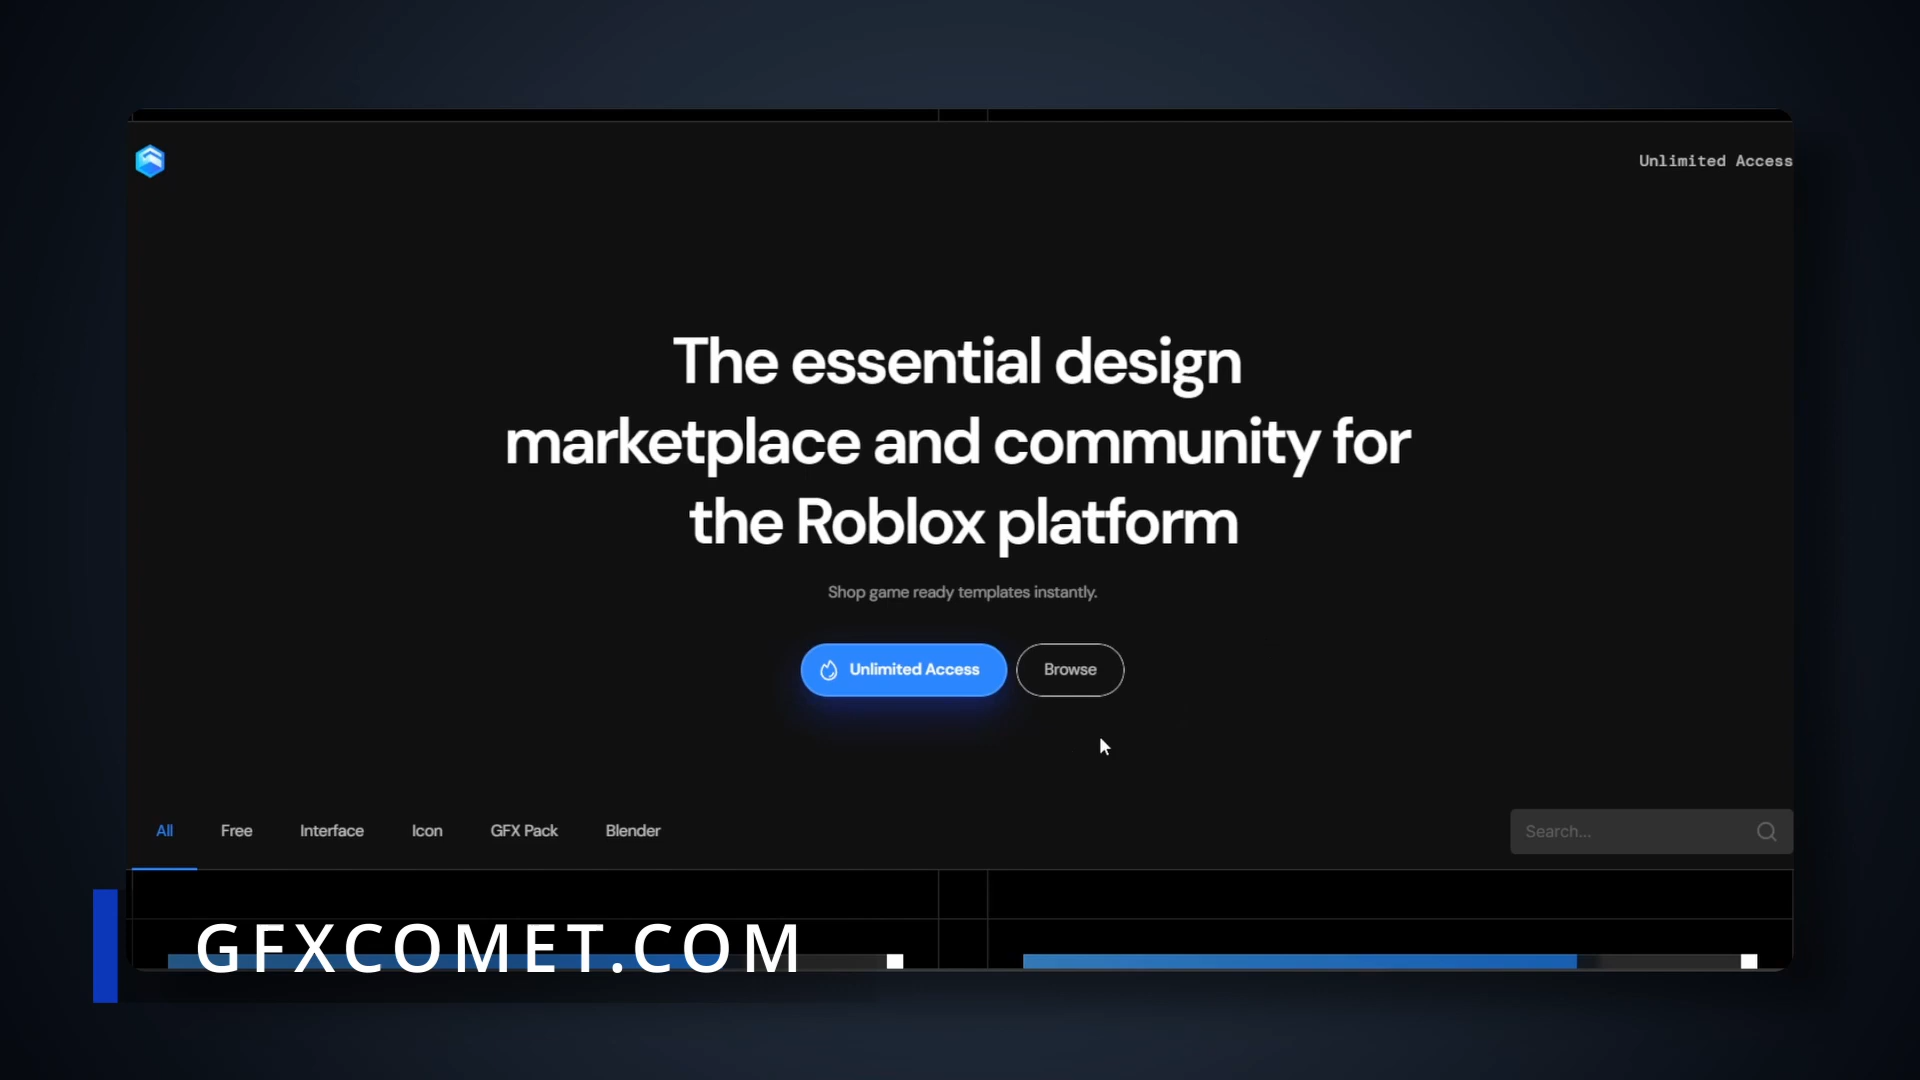 Unlimited Access
The essential design
marketplace and community for
the Roblox platform
Shop game ready templates instantly.
Unlimited Access
Browse
All
Free
Interface
Icon
GFX Pack
Blender
Search...
GFXCOMET.COM